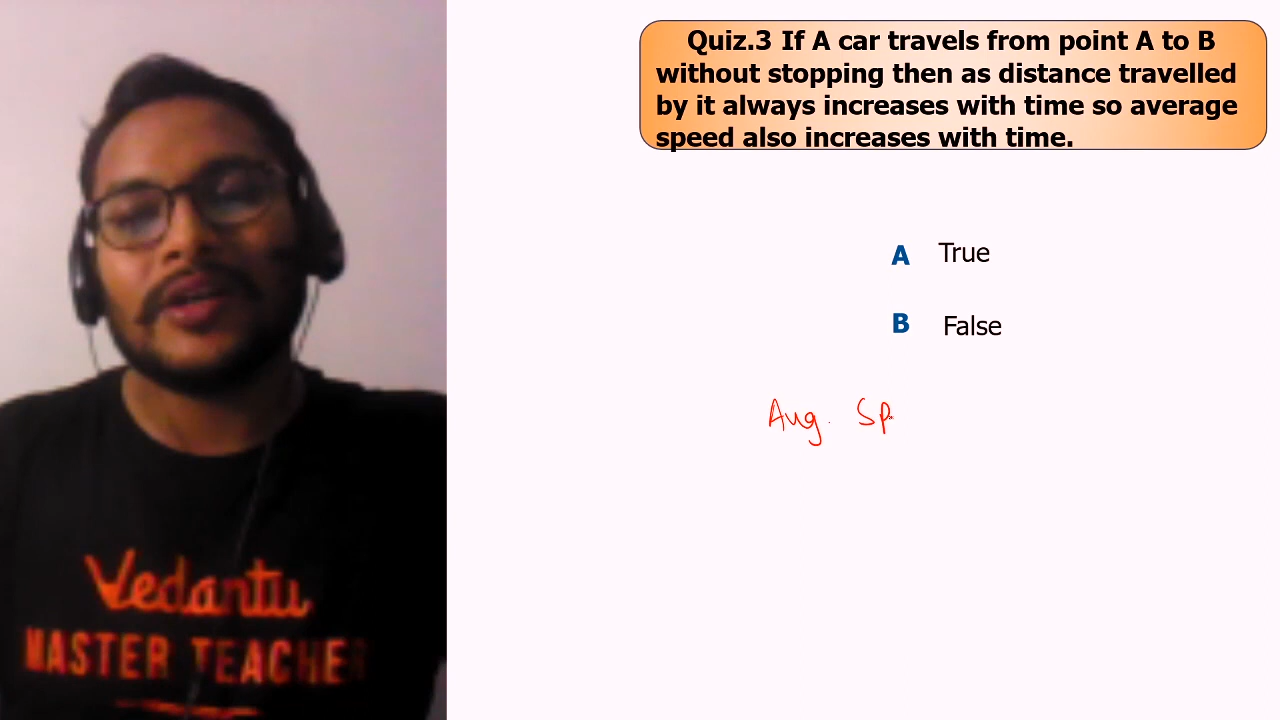 Quiz.3 If A car travels from point A to B
without stopping then as distance travelled
by it always increases with time so average
speed also increases with time.
A True
B False
Avg. Sp
Vedantu
MASTER TEACHER